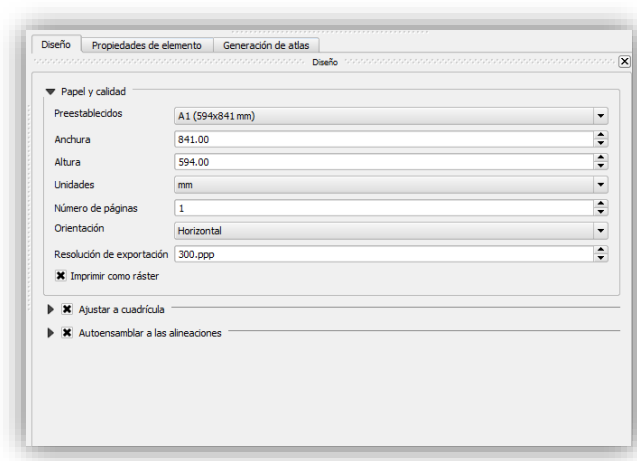 Diseño Propiedades de elemento Generación de atlas
Diseño
Papel y calidad
Preestablecidos A1 (594x841 mm)
Anchura 841.00
Altura 594.00
Unidades mm
Número de páginas 1
Orientación Horizontal
Resolución de exportación 300.ppp
Imprimir como ráster
Ajustar a cuadrícula
Autoensamblar a las alineaciones